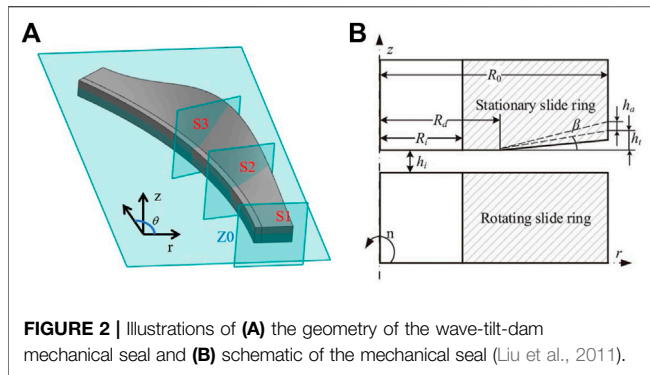 A
S3
S2
S1
Z0
z
θ
r
B
z
R₀
Stationary slide ring
hₐ
R_d
β
hₜ
Rᵢ
hᵢ
Rotating slide ring
n
r
FIGURE 2 | Illustrations of (A) the geometry of the wave-tilt-dam
mechanical seal and (B) schematic of the mechanical seal (Liu et al., 2011).